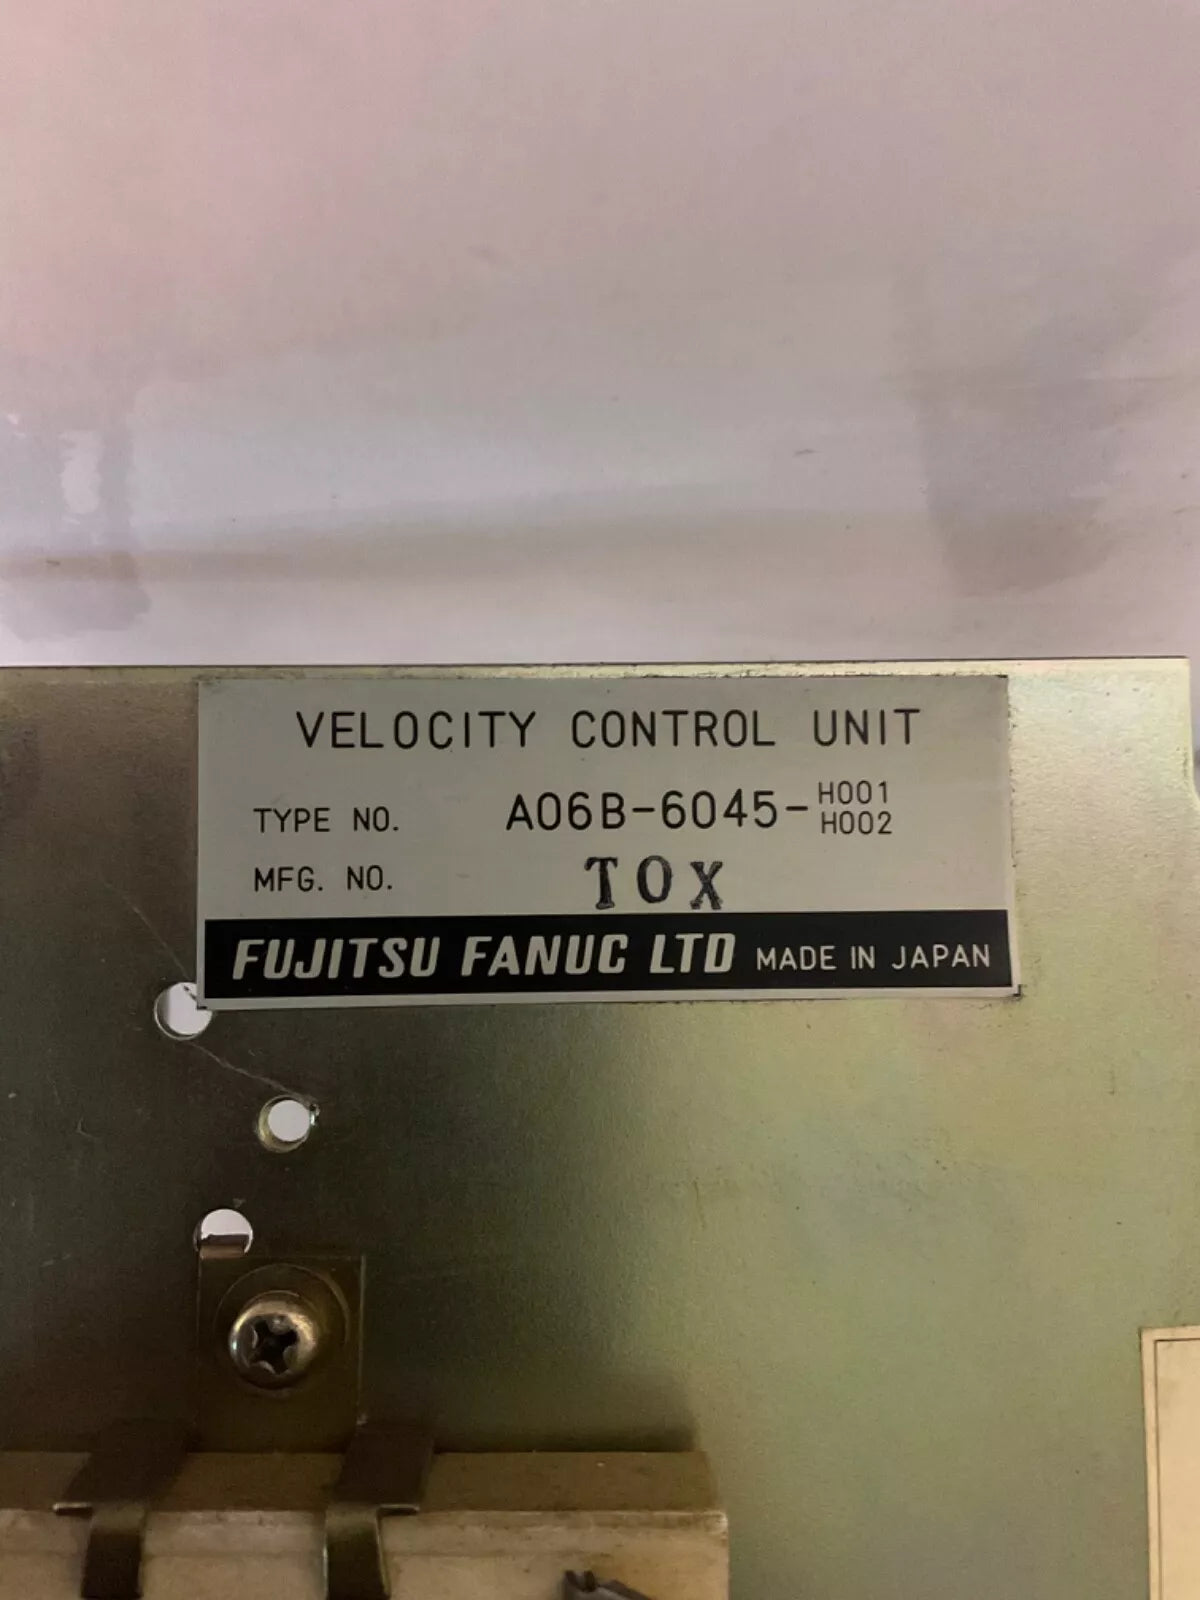 VELOCITY CONTROL UNIT
TYPE NO. A06B-6045-H001
H002
MFG. NO. TOX
FUJITSU FANUC LTD MADE IN JAPAN